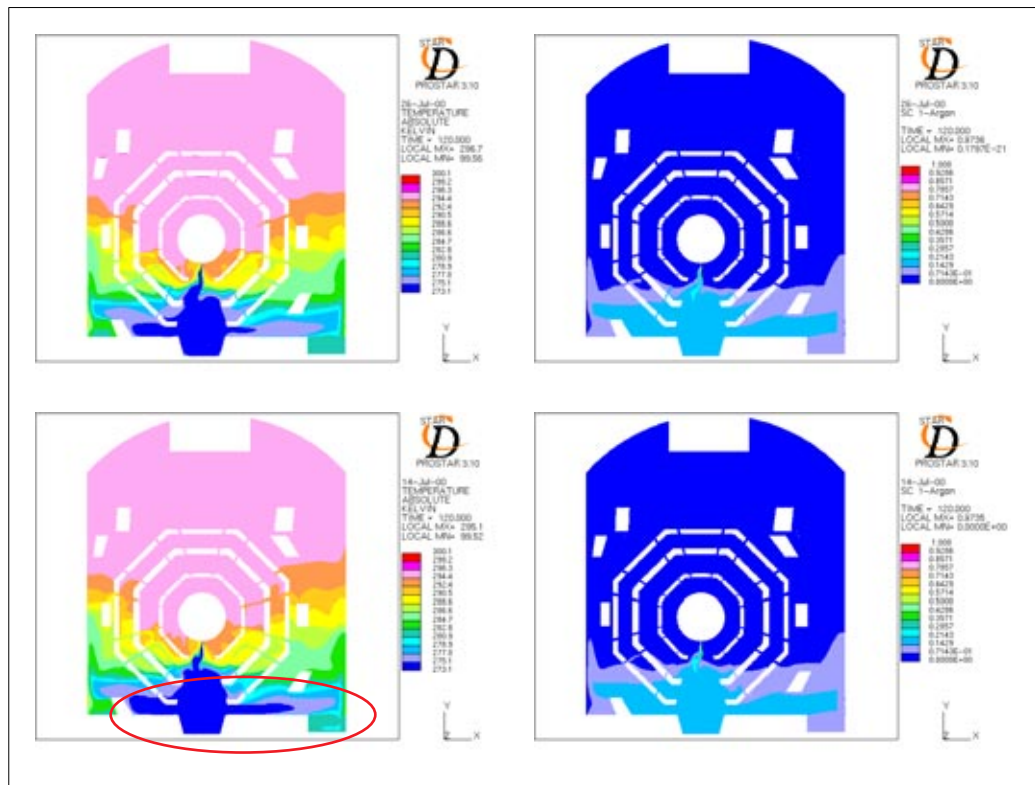 STAR
CD
PROSTAR 3.10
26-Jul-00
TEMPERATURE
ABSOLUTE
KELVIN
TIME = 120.000
LOCAL MX= 296.7
LOCAL MN= 99.56
300.1
298.2
296.3
294.4
292.4
290.5
288.6
286.6
284.7
282.8
280.9
278.9
277.0
275.1
273.1
Y
Z X
STAR
CD
PROSTAR 3.10
26-Jul-00
SC 1-Argon
TIME = 120.000
LOCAL MX= 0.8736
LOCAL MN= 0.1797E-21
1.000
0.9286
0.8571
0.7857
0.7143
0.6429
0.5714
0.5000
0.4286
0.3571
0.2857
0.2143
0.1429
0.7143E-01
0.0000E+00
Y
Z X
STAR
CD
PROSTAR 3.10
14-Jul-00
TEMPERATURE
ABSOLUTE
KELVIN
TIME = 120.000
LOCAL MX= 295.1
LOCAL MN= 99.52
300.1
298.2
296.3
294.4
292.4
290.5
288.6
286.6
284.7
282.8
280.9
278.9
277.0
275.1
273.1
Y
Z X
STAR
CD
PROSTAR 3.10
14-Jul-00
SC 1-Argon
TIME = 120.000
LOCAL MX= 0.8735
LOCAL MN= 0.0000E+00
1.000
0.9286
0.8571
0.7857
0.7143
0.6429
0.5714
0.5000
0.4286
0.3571
0.2857
0.2143
0.1429
0.7143E-01
0.0000E+00
Y
Z X